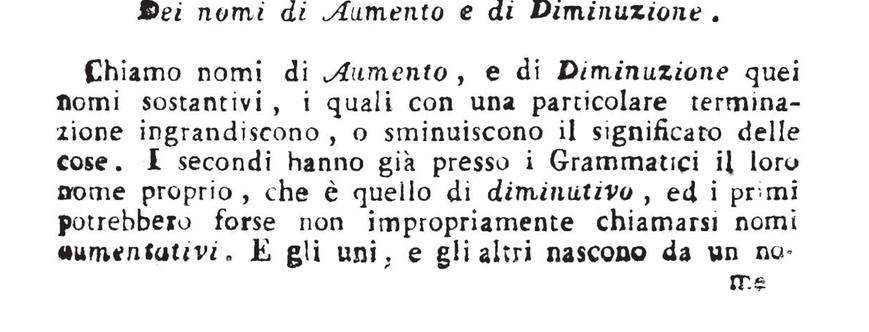 Dei nomi di Aumento e di Diminuzione.
Chiamo nomi di Aumento, e di Diminuzione quei
nomi sostantivi, i quali con una particolare termina-
zione ingrandiscono, o sminuiscono il significato delle
cose. I secondi hanno già presso i Grammatici il loro
nome proprio, che è quello di diminutivo, ed i primi
potrebbero forse non impropriamente chiamarsi nomi
aumentativi. E gli uni, e gli altri nascono da un no-
me